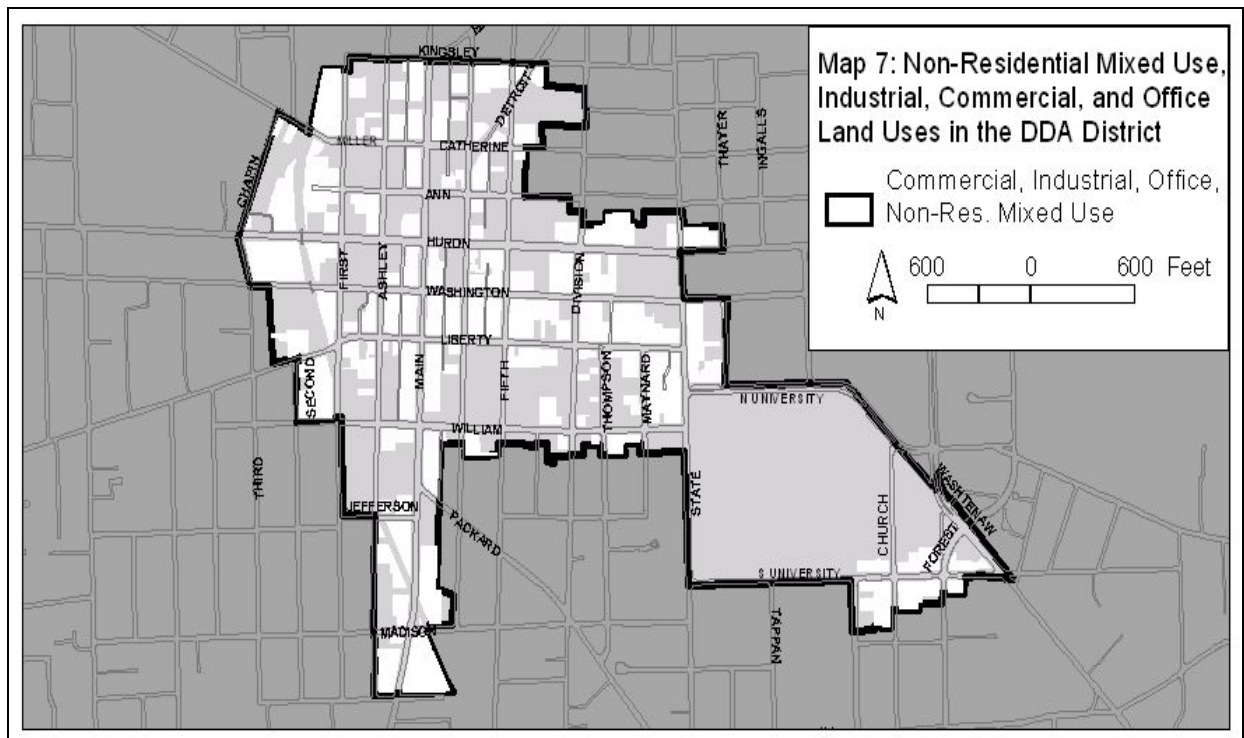 Map 7: Non-Residential Mixed Use,
Industrial, Commercial, and Office
Land Uses in the DDA District
Commercial, Industrial, Office,
Non-Res. Mixed Use
600 0 600 Feet
N
KINGSLEY
DETROIT
MILLER
CATHERINE
THAYER
INGALLS
CHAPIN
ANN
HURON
FIRST
ASHLEY
DIVISION
WASHINGTON
LIBERTY
SECOND
MAIN
FIFTH
THOMPSON
MAYNARD
N UNIVERSITY
WILLIAM
THIRD
STATE
WASHTENAW
JEFFERSON
PACKARD
CHURCH
FOREST
S UNIVERSITY
MADISON
TAPPAN